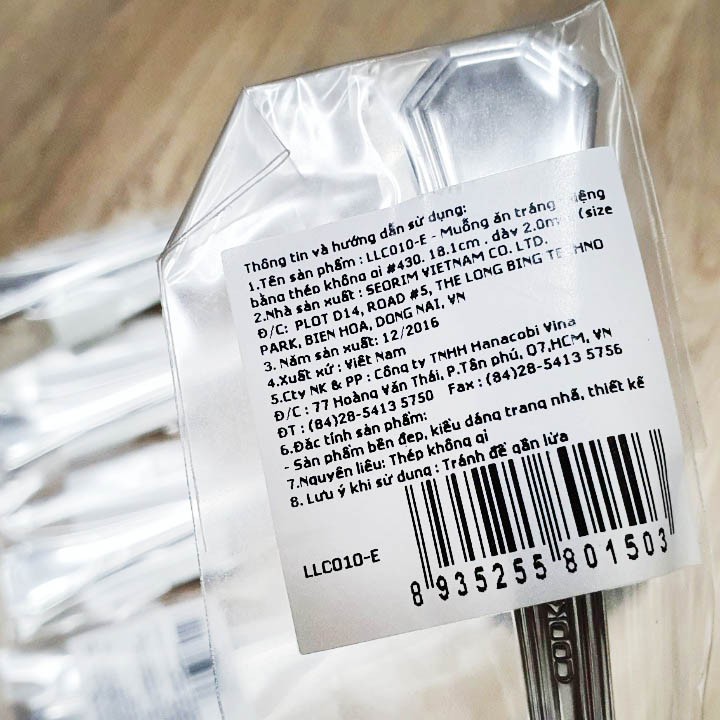 Thông tin và hướng dẫn sử dụng:
1.Tên sản phẩm : LLC010-E - Muỗng ăn tráng
bằng thép không gỉ #430. 18.1cm . dày 2.0m (size
2.Nhà sản xuất : SEORIM VIETNAM CO. LTD.
Đ/C: PLOT D14, ROAD #5, THE LONG BING TECHNO
PARK, BIEN HOA, DONG NAI, VN
3. Năm sản xuất: 12/2016
4.Xuất xứ : Việt Nam
5.Cty NK & PP : Công ty TNHH Hanacobi Vina
Đ/C : 77 Hoàng Văn Thái, P.Tân phú, Q7,HCM, VN
ĐT : (84)28-5413 5750 Fax : (84)28-5413 5756
6.Đặc tính sản phẩm:
- Sản phẩm bền đẹp, kiểu dáng trang nhã, thiết kế
7.Nguyên liệu: Thép không gỉ
8. Lưu ý khi sử dụng : Tránh để gần lửa
LLC010-E
8 935255 801503
COOK